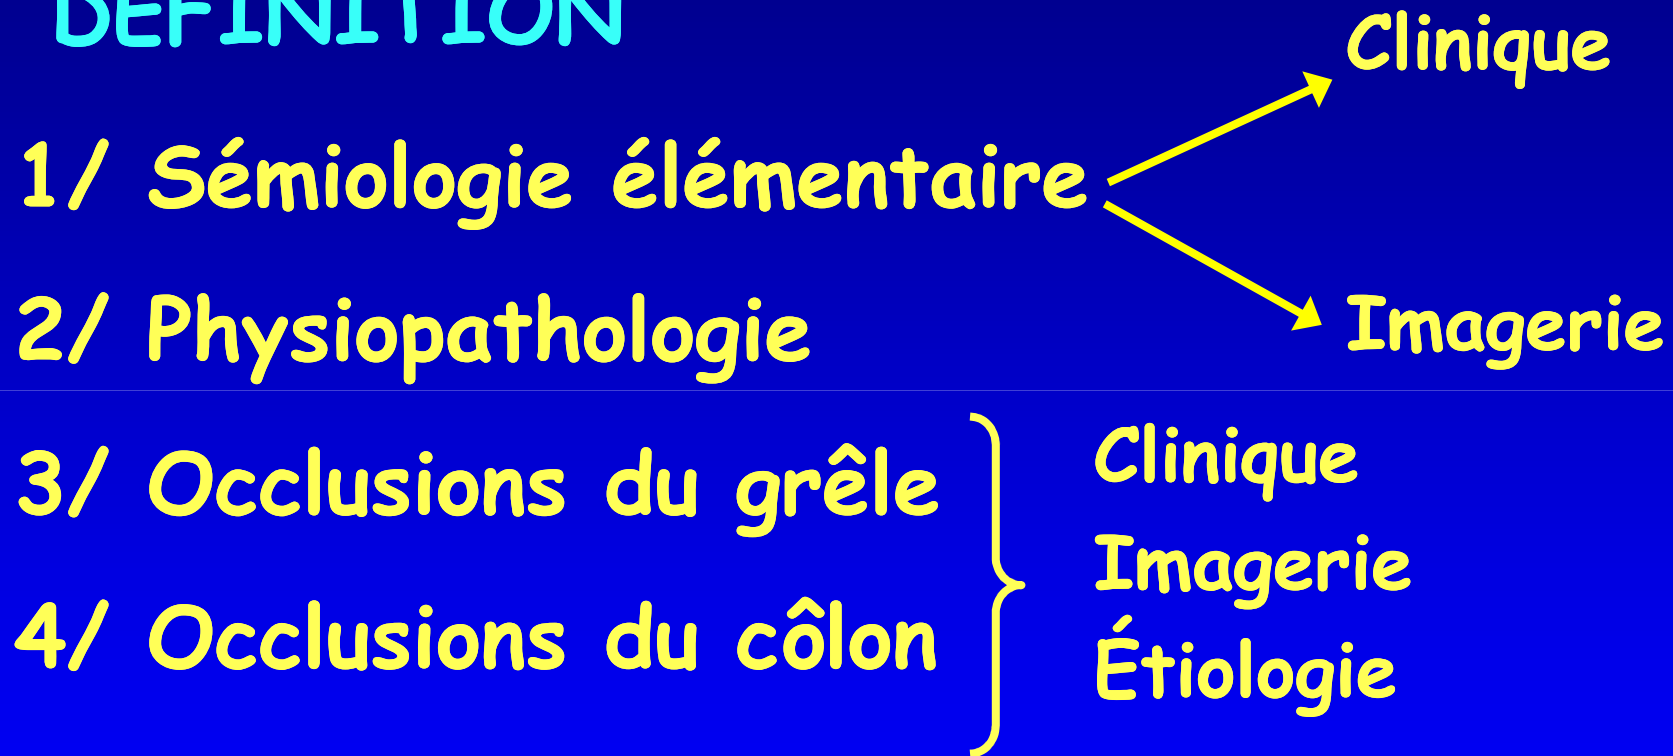 DEFINITION
Clinique
1/ Sémiologie élémentaire
2/ Physiopathologie
Imagerie
3/ Occlusions du grêle
4/ Occlusions du côlon
Clinique
Imagerie
Étiologie